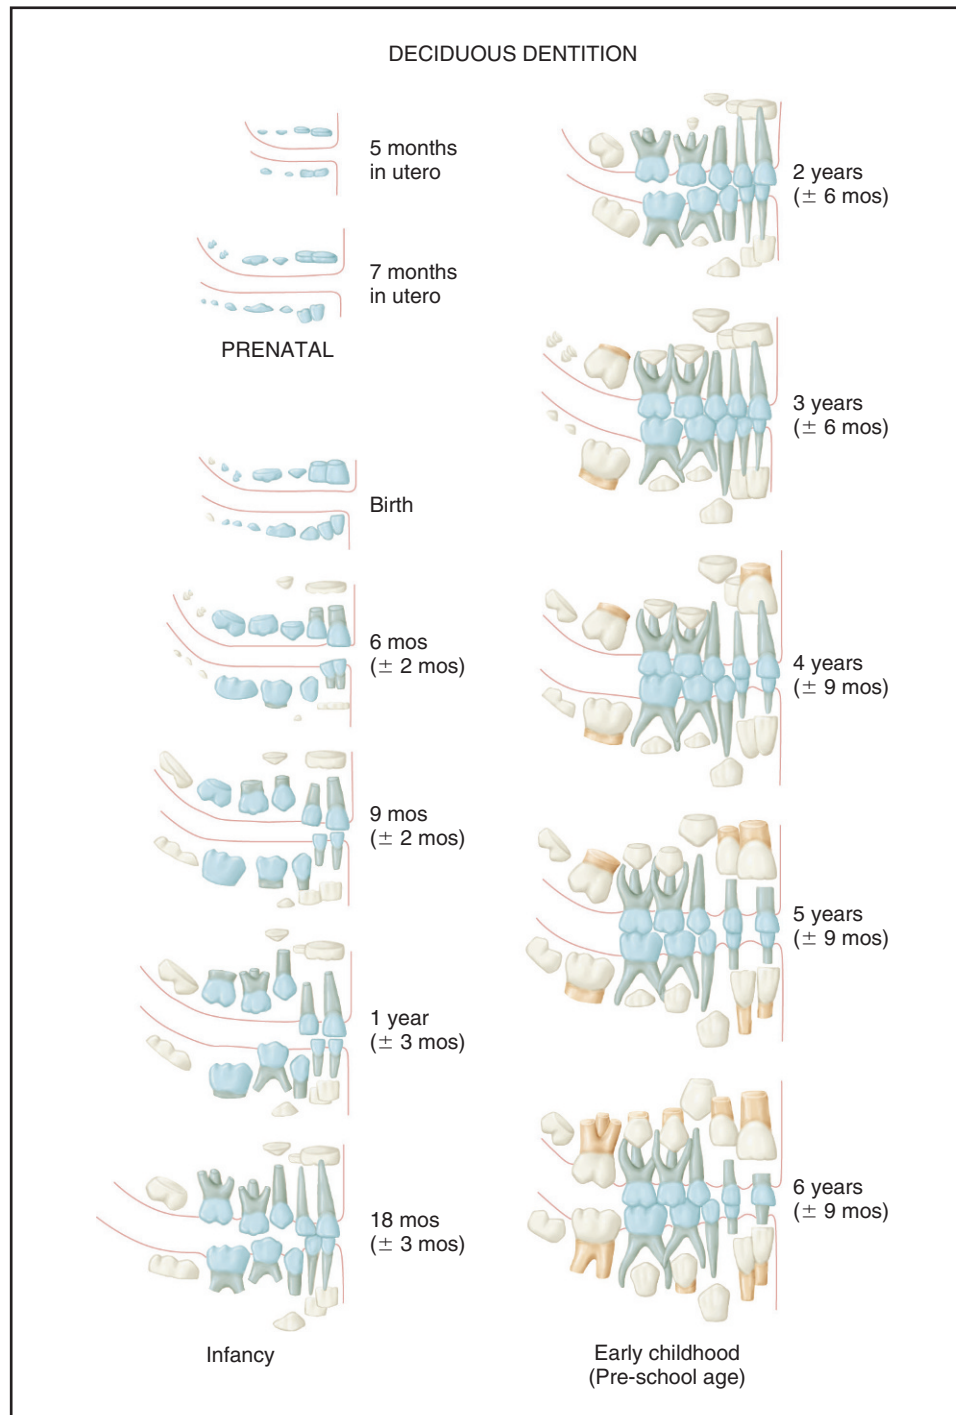 DECIDUOUS DENTITION
5 months
in utero
7 months
in utero
PRENATAL
Birth
6 mos
(± 2 mos)
9 mos
(± 2 mos)
1 year
(± 3 mos)
18 mos
(± 3 mos)
Infancy
2 years
(± 6 mos)
3 years
(± 6 mos)
4 years
(± 9 mos)
5 years
(± 9 mos)
6 years
(± 9 mos)
Early childhood
(Pre-school age)